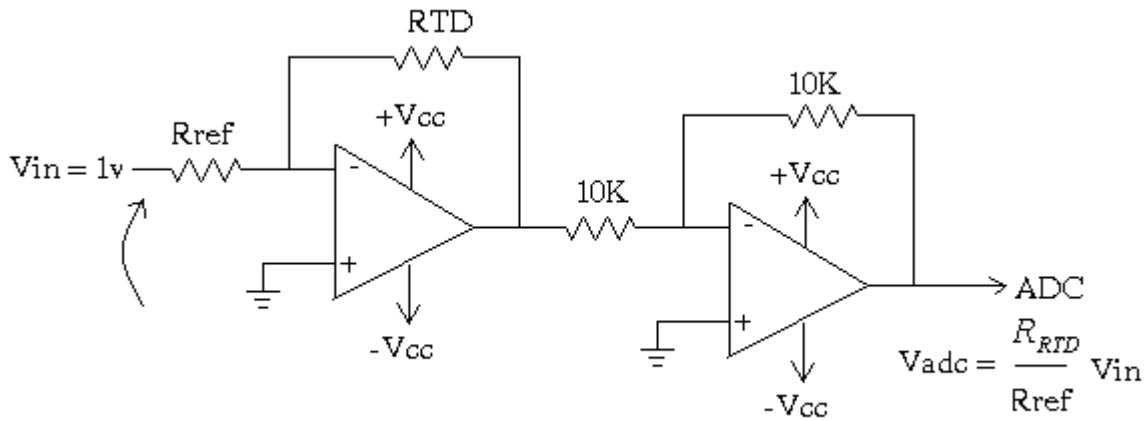 RTD
10K
Rref
+Vcc
Vin = 1v
-
+Vcc
10K
-
+
ADC
-Vcc
+
Vadc = R_RTD / Rref Vin
-Vcc